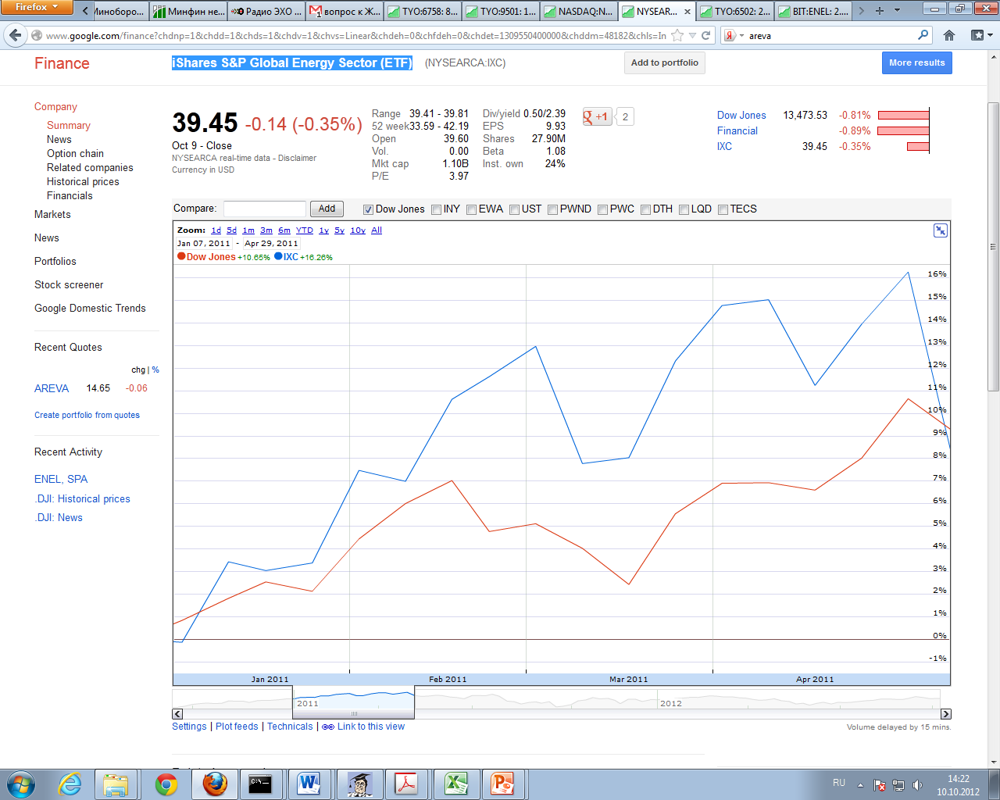 Firefox
Миноборо...
Минфин не...
Радио ЭХО ...
вопрос к Ж...
TYO:6758: 8...
TYO:9501: 1...
NASDAQ:N...
NYSEAR...
TYO:6502: 2...
BIT:ENEL: 2....
www.google.com/finance?chdnp=1&chdd=1&chds=1&chdv=1&chvs=Linear&chdeh=0&chfdeh=0&chdet=1309550400000&chddm=48182&chls=In
areva
Finance
iShares S&P Global Energy Sector (ETF) (NYSEARCA:IXC)
Add to portfolio
More results
Company
Summary
News
Option chain
Related companies
Historical prices
Financials
Markets
News
Portfolios
Stock screener
Google Domestic Trends
Recent Quotes
chg | %
AREVA 14.65 -0.06
Create portfolio from quotes
Recent Activity
ENEL, SPA
.DJI: Historical prices
.DJI: News
39.45 -0.14 (-0.35%)
Oct 9 - Close
NYSEARCA real-time data - Disclaimer
Currency in USD
Range 39.41 - 39.81
52 week 33.59 - 42.19
Open 39.60
Vol. 0.00
Mkt cap 1.10B
P/E 3.97
Div/yield 0.50/2.39
EPS 9.93
Shares 27.90M
Beta 1.08
Inst. own 24%
g +1 2
Dow Jones 13,473.53 -0.81%
Financial -0.89%
IXC 39.45 -0.35%
Compare: Add Dow Jones INY EWA UST PWND PWC DTH LQD TECS
Zoom: 1d 5d 1m 3m 6m YTD 1y 5y 10y All
Jan 07, 2011 - Apr 29, 2011
Dow Jones +10.65% IXC +16.26%
16%
15%
14%
13%
12%
11%
10%
9%
8%
7%
6%
5%
4%
3%
2%
1%
0%
-1%
Jan 2011 Feb 2011 Mar 2011 Apr 2011
2011 2012
Settings | Plot feeds | Technicals | Link to this view
Volume delayed by 15 mins.
C:\
RU
14:22
10.10.2012